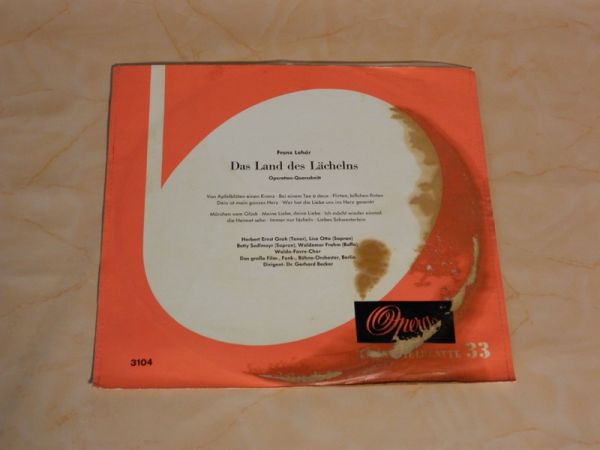 Franz Lehár
Das Land des Lächelns
Operetten-Querschnitt
Von Apfelblüten einen Kranz · Bei einem Tee a deux · Flirten, bißchen flirten
Dein ist mein ganzes Herz · Wer hat die Liebe uns ins Herz gesenkt
Märchen vom Glück · Meine Liebe, deine Liebe · Ich möcht wieder einmal
die Heimat sehn · Immer nur lächeln · Liebes Schwesterlein
Herbert Ernst Groh (Tenor), Lisa Otto (Sopran)
Betty Sedlmayr (Sopran), Waldemar Frahm (Buffo)
Waldo-Favre-Chor
Das große Film-, Funk-, Bühne-Orchester, Berlin
Dirigent: Dr. Gerhard Becker
Opera
33
3104